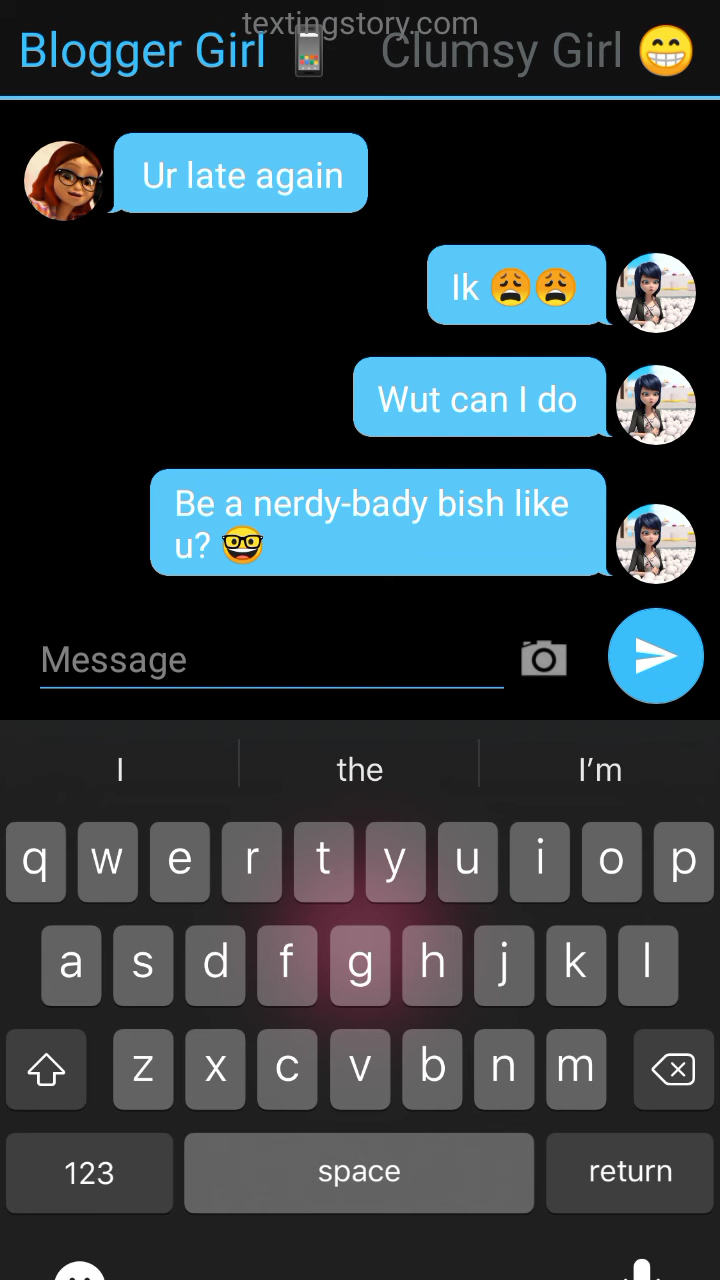 textingstory.com
Blogger Girl 📱 Clumsy Girl 😁
Ur late again
Ik 😩😩
Wut can I do
Be a nerdy-bady bish like
u? 🤓
Message
I the I’m
q w e r t y u i o p
a s d f g h j k l
z x c v b n m
123 space return